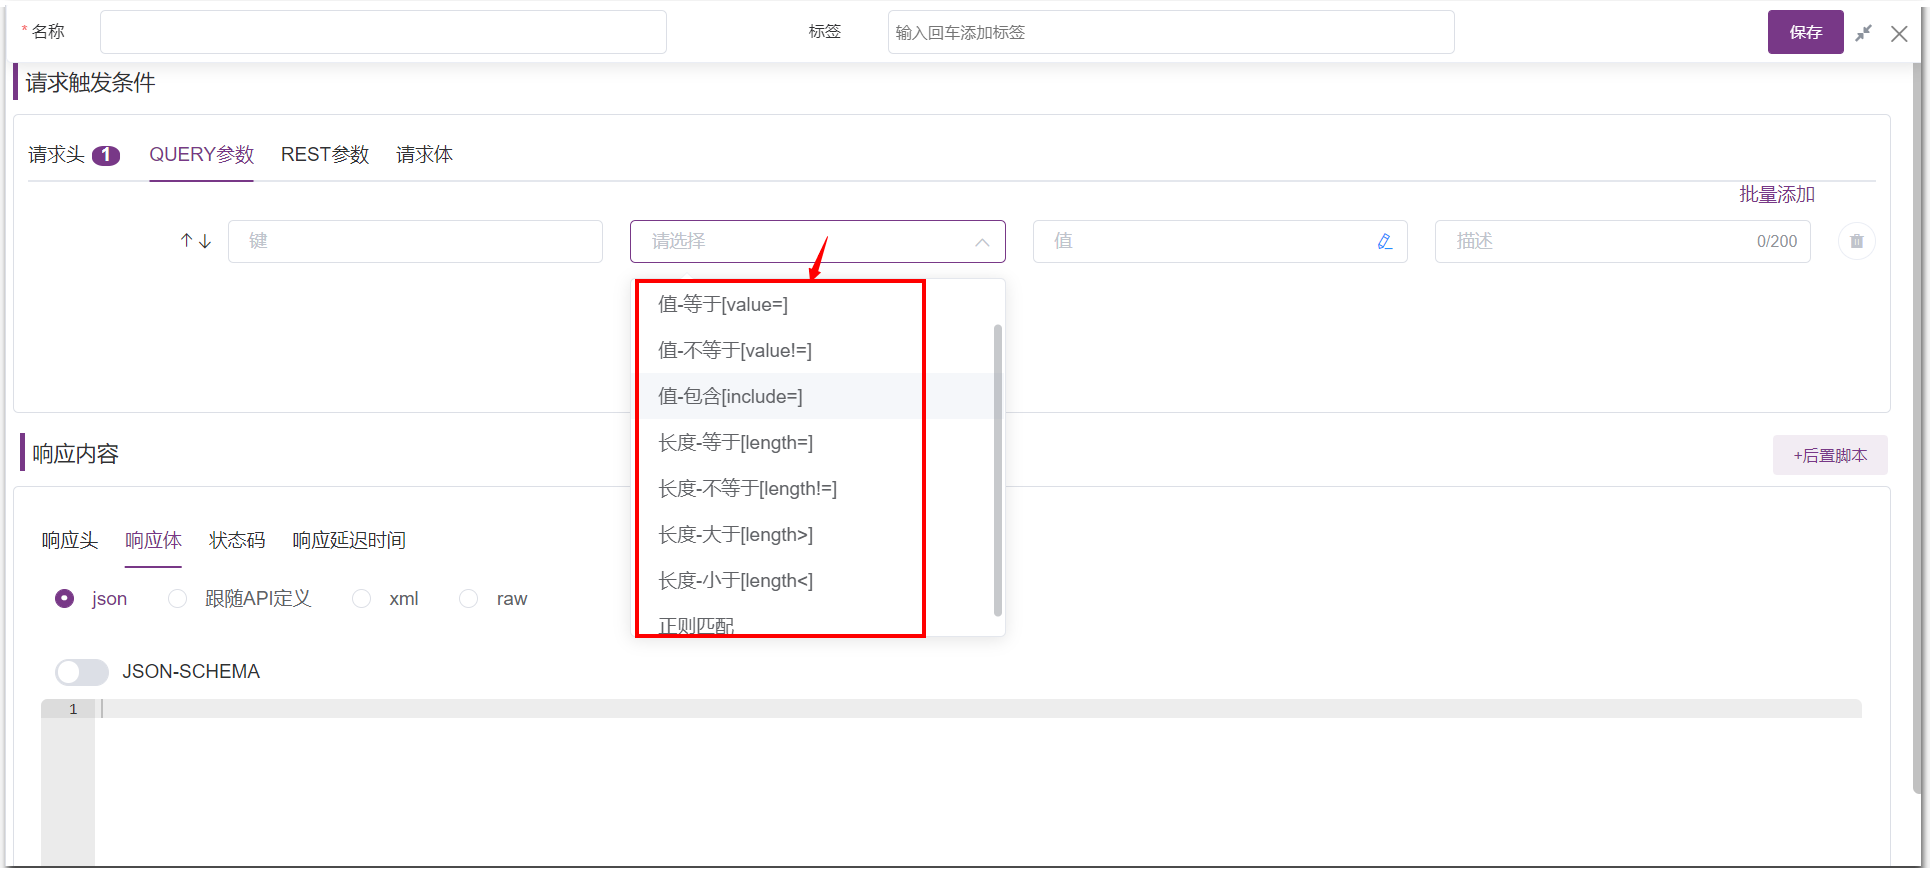 * 名称
标签
输入回车添加标签
保存
请求触发条件
请求头 1 QUERY参数 REST参数 请求体
批量添加
键
请选择
值
描述
0/200
值-等于[value=]
值-不等于[value!=]
值-包含[include=]
长度-等于[length=]
长度-不等于[length!=]
长度-大于[length>]
长度-小于[length<]
正则匹配
响应内容
+后置脚本
响应头 响应体 状态码 响应延迟时间
json 跟随API定义 xml raw
JSON-SCHEMA
1